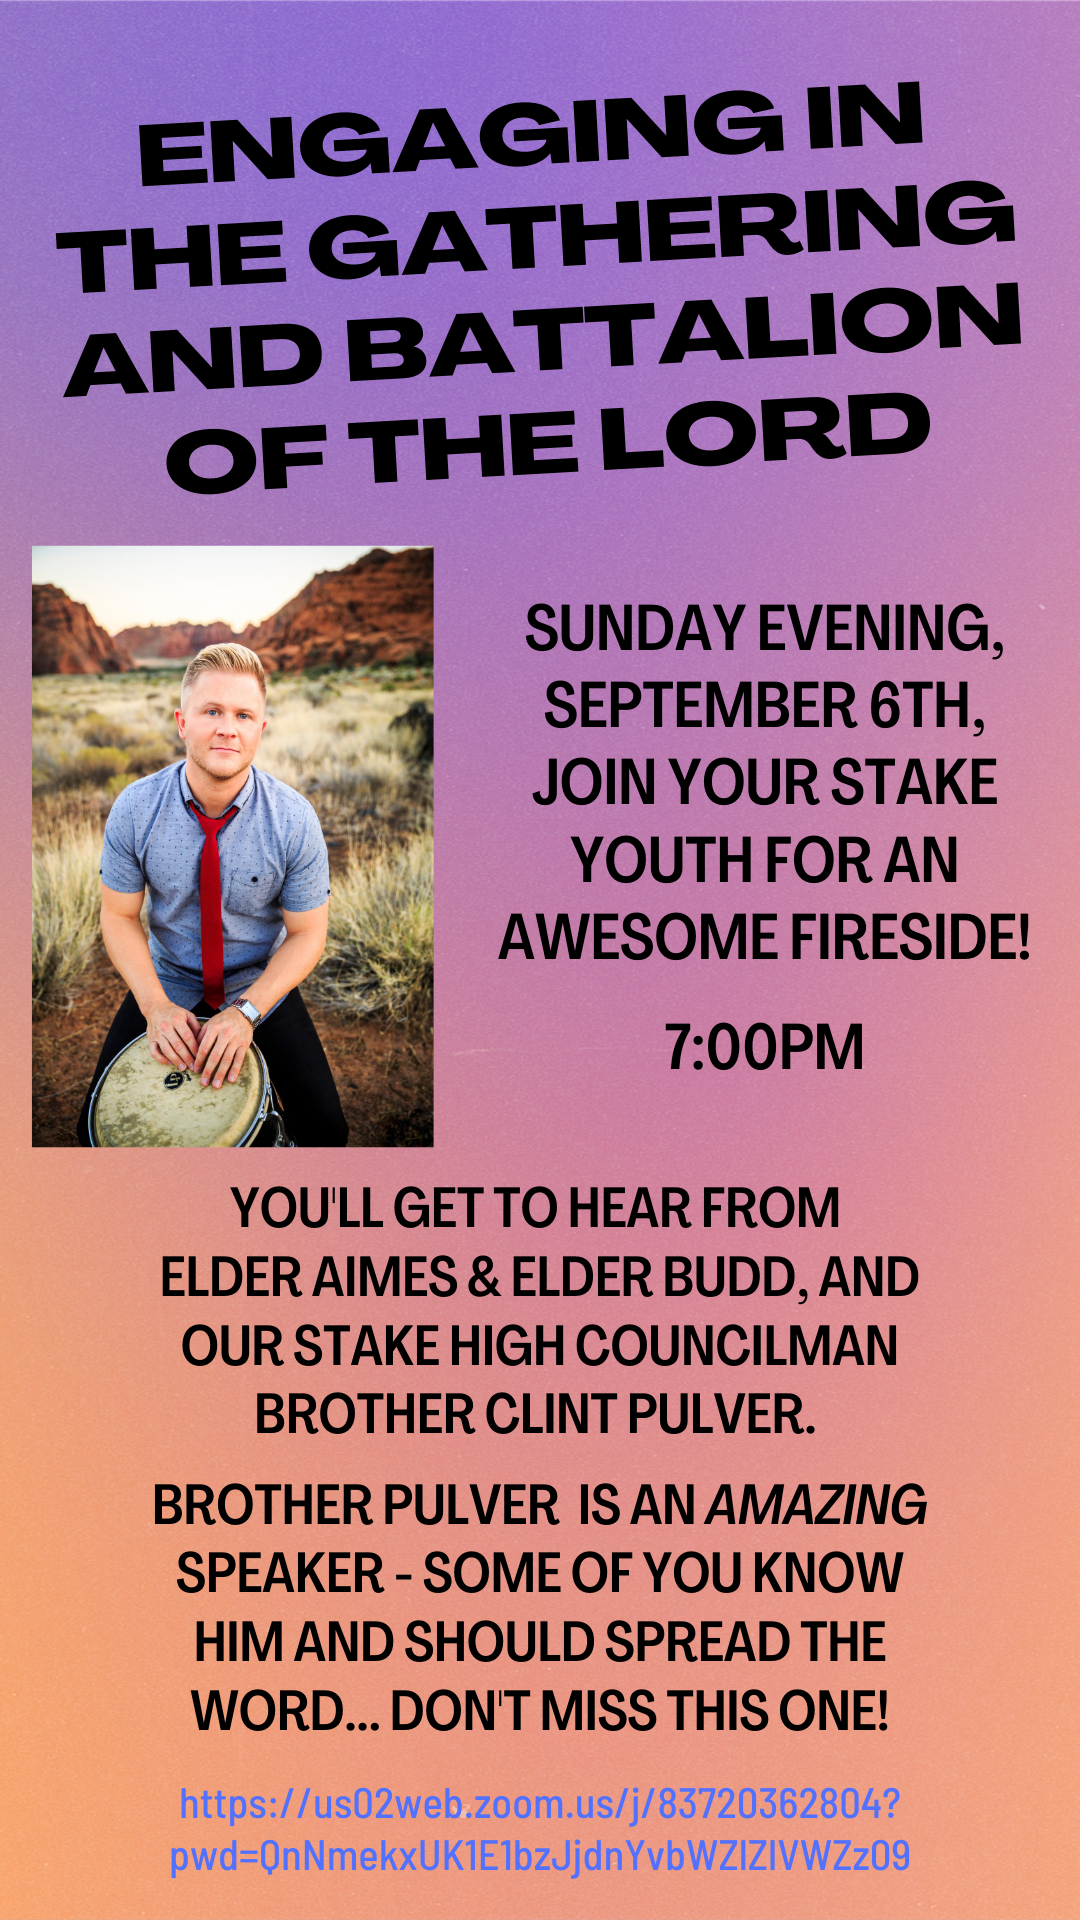 ENGAGING IN
THE GATHERING
AND BATTALION
OF THE LORD
SUNDAY EVENING,
SEPTEMBER 6TH,
JOIN YOUR STAKE
YOUTH FOR AN
AWESOME FIRESIDE!
7:00PM
YOU'LL GET TO HEAR FROM
ELDER AIMES & ELDER BUDD, AND
OUR STAKE HIGH COUNCILMAN
BROTHER CLINT PULVER.
BROTHER PULVER IS AN AMAZING
SPEAKER - SOME OF YOU KNOW
HIM AND SHOULD SPREAD THE
WORD... DON'T MISS THIS ONE!
https://us02web.zoom.us/j/83720362804?
pwd=QnNmekxUK1E1bzJjdnYvbWZIZIVWZz09